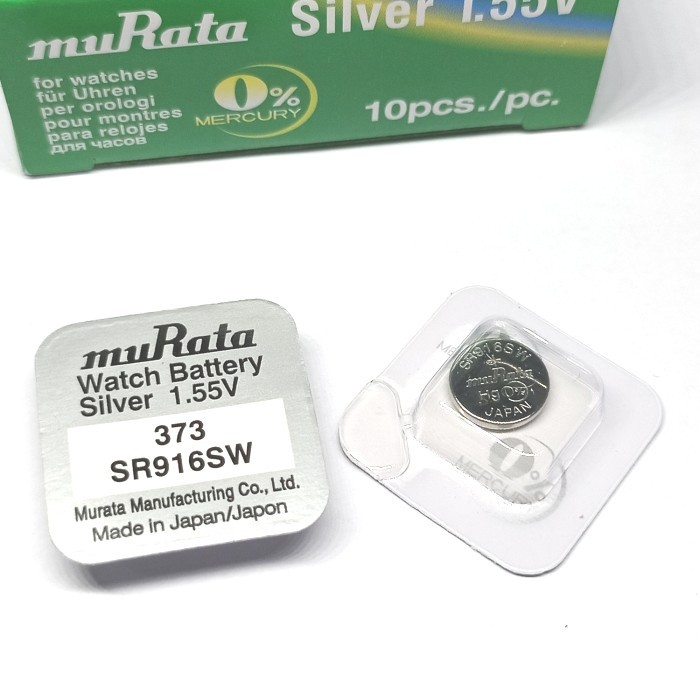 muRata
Silver 1.55V
for watches
für Uhren
per orologi
pour montres
para relojes
для часов
0%
MERCURY
10pcs./pc.
muRata
Watch Battery
Silver 1.55V
373
SR916SW
Murata Manufacturing Co., Ltd.
Made in Japan/Japon
SR916SW
muRata
Hg 0%
JAPAN
0%
MERCURY